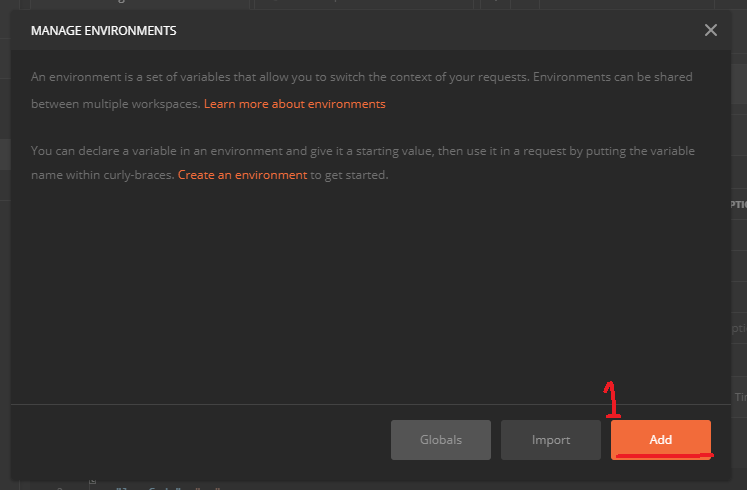 MANAGE ENVIRONMENTS
An environment is a set of variables that allow you to switch the context of your requests. Environments can be shared
between multiple workspaces. Learn more about environments
You can declare a variable in an environment and give it a starting value, then use it in a request by putting the variable
name within curly-braces. Create an environment to get started.
1
Globals Import Add